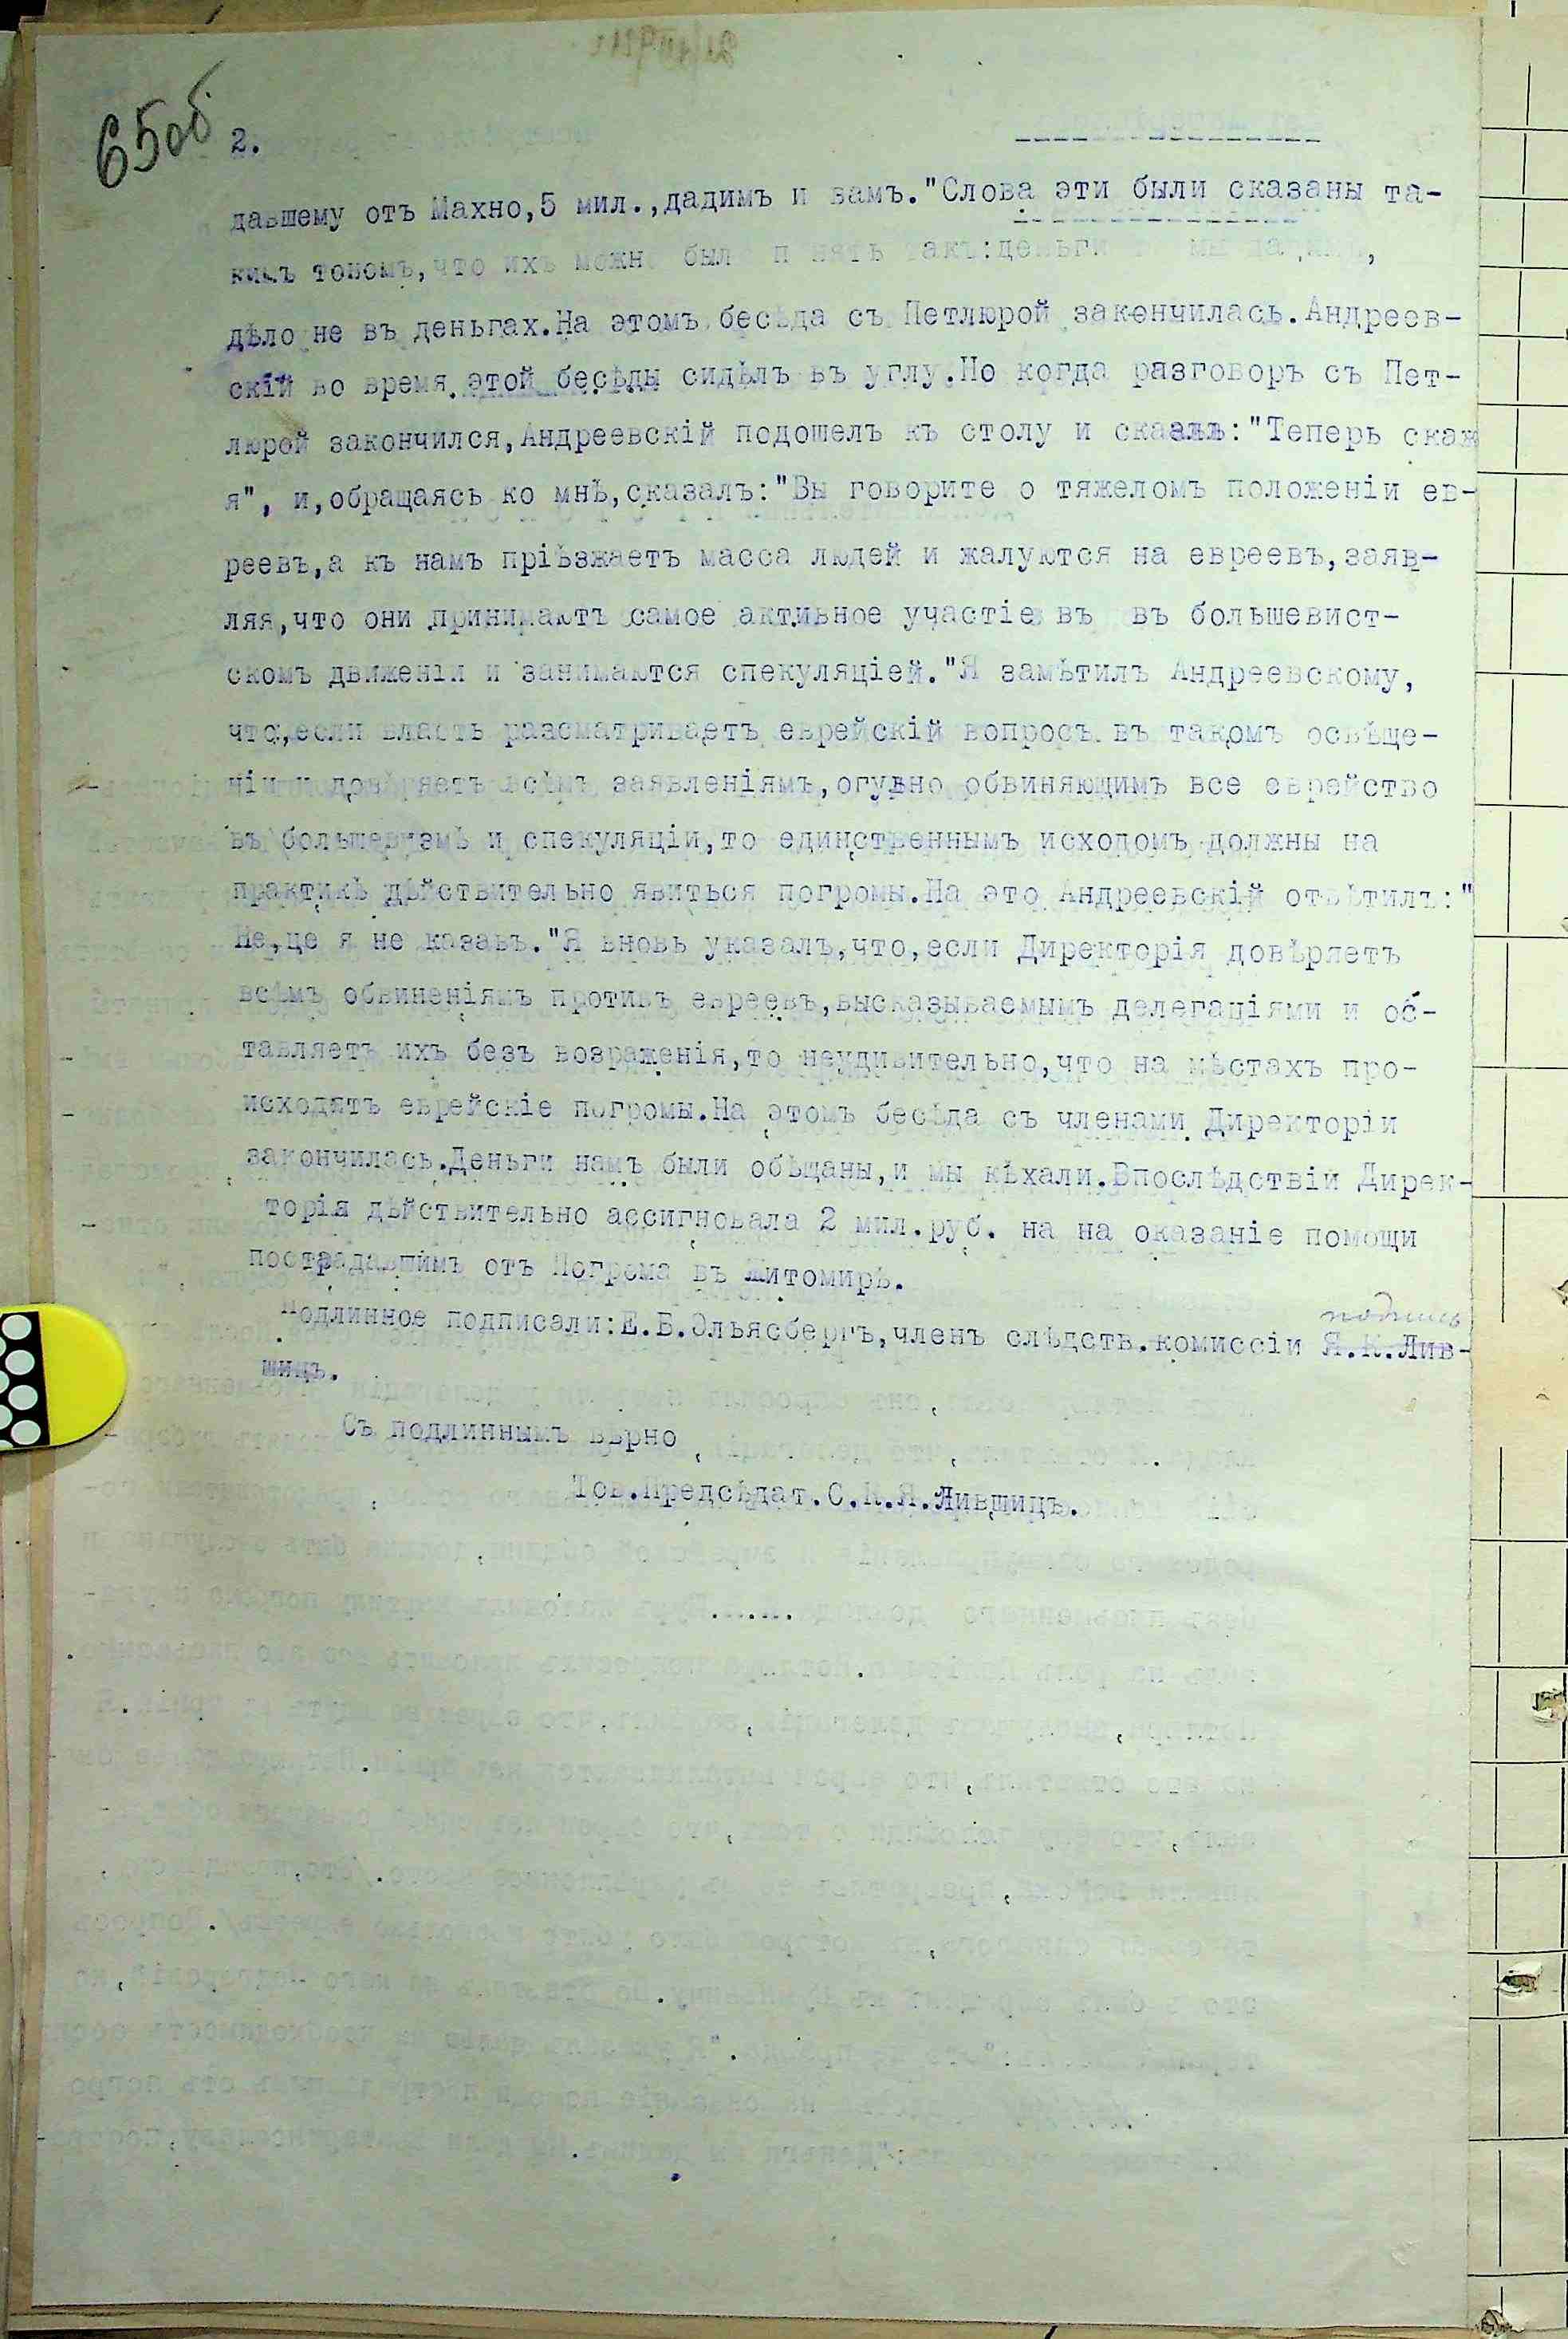 65об
2.
давшему отъ Махно,5 мил.,дадимъ и вамъ."Слова эти были сказаны та-
кимъ тономъ,что ихъ можно было понять такъ:деньги мы дадимъ,
дѣло не въ деньгах.На этомъ бесѣда съ Петлюрой закончилась.Андреев-
скій во время этой бесѣды сидѣлъ въ углу.Но когда разговоръ съ Пет-
люрой закончился,Андреевскій подошелъ къ столу и сказалъ:"Теперь скаж
я", и,обращаясь ко мнѣ,сказалъ:"Вы говорите о тяжеломъ положеніи ев-
реевъ,а къ намъ пріѣзжаетъ масса людей и жалуются на евреевъ,заяв-
ляя,что они принимаютъ самое активное участіе въ въ большевист-
скомъ движеніи и занимаются спекуляціей."Я замѣтилъ Андреевскому,
что,если власть разсматриваетъ еврейскій вопросъ въ такомъ освѣще-
ніи и довѣряетъ всѣмъ заявленіямъ,огувно обвиняющимъ все еврейство
въ большевизмѣ и спекуляціи,то единственнымъ исходомъ должны на
практикѣ дѣйствительно явиться погромы.На это Андреевскій отвѣтилъ:"
Не,це я не казавъ."Я вновь указалъ,что,если Директорія довѣряетъ
всѣмъ обвиненіямъ противъ евреевъ,высказываемымъ делегаціями и ос-
тавляетъ ихъ безъ возраженія,то неудивительно,что на мѣстахъ про-
исходятъ еврейскіе погромы.На этомъ бесѣда съ членами Директоріи
закончилась.Деньги намъ были обѣщаны,и мы уѣхали.Впослѣдствіи Дирек-
торія дѣйствительно ассигновала 2 мил.руб. на на оказаніе помощи
пострадавшимъ отъ Погрома въ Житомирѣ.
Подлинное подписали:Е.Б.Эльясбергъ,членъ слѣдств.комиссіи Я.К.Лив-
подпись
шицъ.
Съ подлиннымъ вѣрно
Тов.Предсѣдат.С.К.Я.Лившицъ.